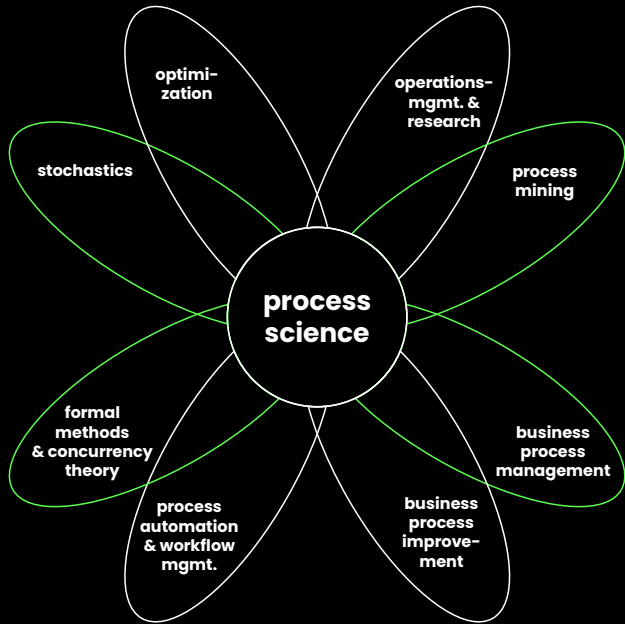 optimi-
zation
operations-
mgmt. &
research
stochastics
process
mining
process
science
formal
methods
& concurrency
theory
business
process
management
process
automation
& workflow
mgmt.
business
process
improve-
ment